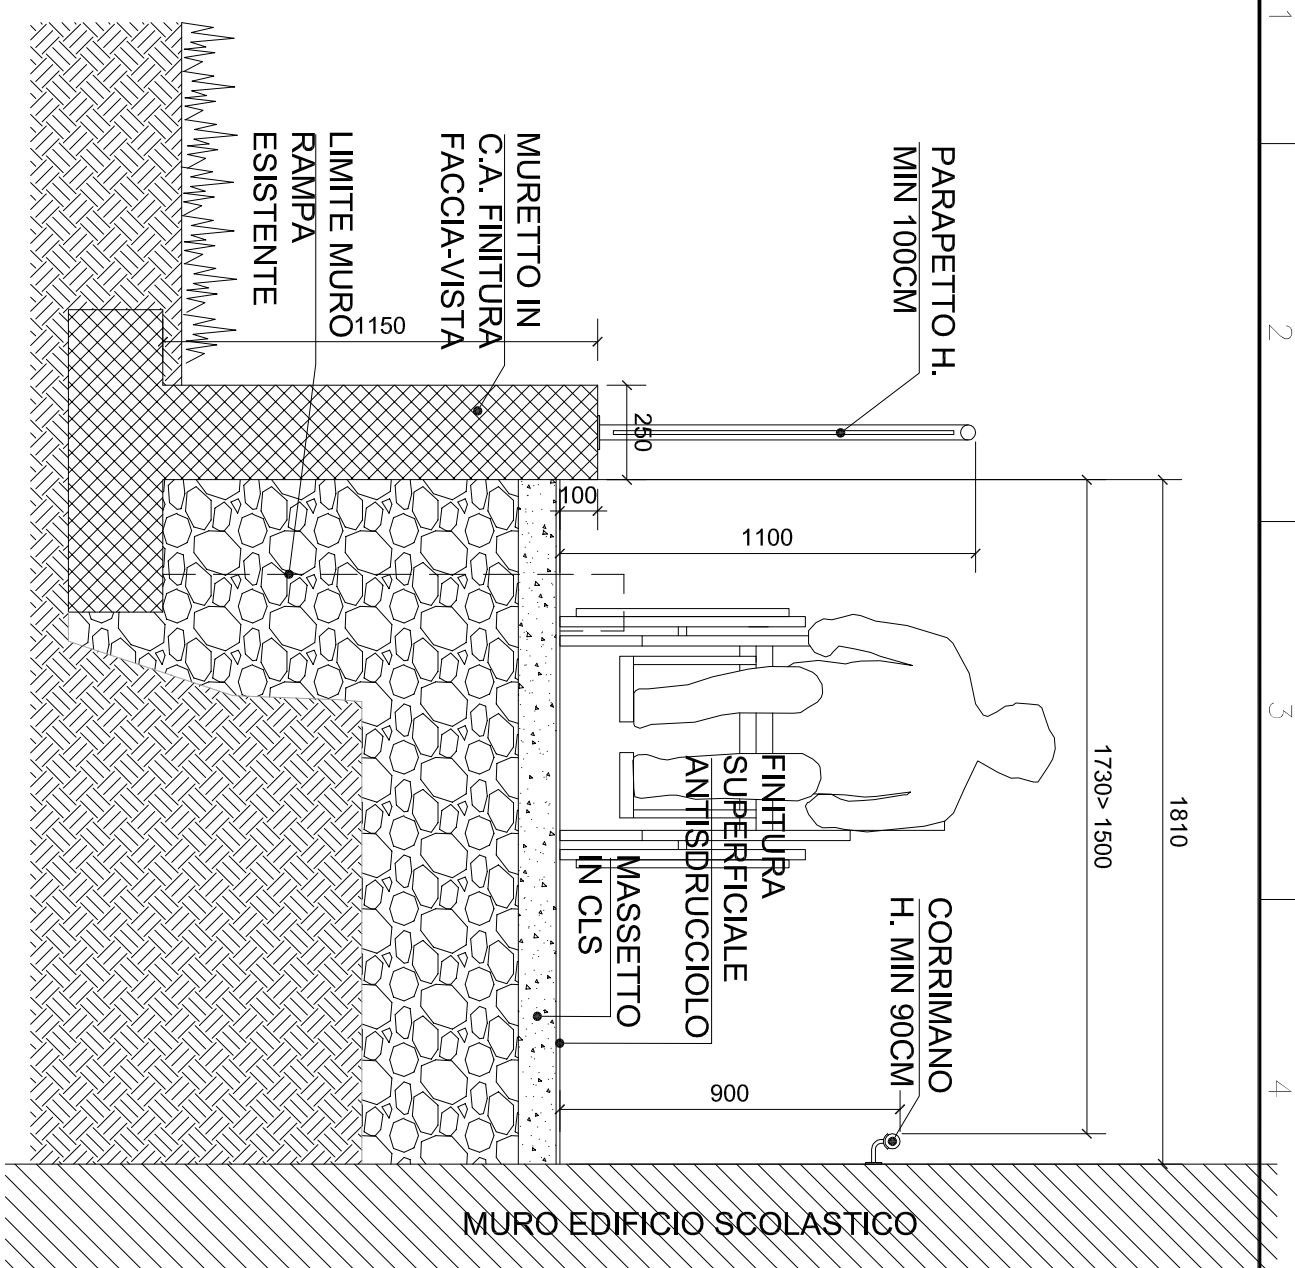 1
2
3
4
1810
1730> 1500
PARAPETTO H.
MIN 100CM
CORRIMANO
H. MIN 90CM
1100
900
FINITURA
SUPERFICIALE
ANTISDRUCCIOLO
MASSETTO
IN CLS
250
100
MURETTO IN
C.A. FINITURA
FACCIA-VISTA
1150
LIMITE MURO
RAMPA
ESISTENTE
MURO EDIFICIO SCOLASTICO